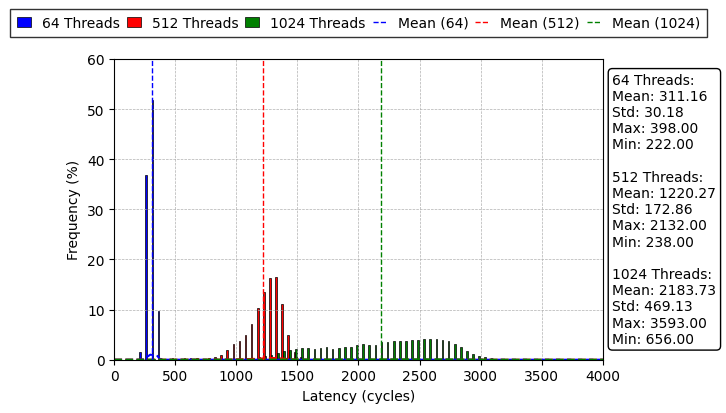 64 Threads 512 Threads 1024 Threads Mean (64) Mean (512) Mean (1024)
60
50
40
30
20
10
0
Frequency (%)
0 500 1000 1500 2000 2500 3000 3500 4000
Latency (cycles)
64 Threads:
Mean: 311.16
Std: 30.18
Max: 398.00
Min: 222.00
512 Threads:
Mean: 1220.27
Std: 172.86
Max: 2132.00
Min: 238.00
1024 Threads:
Mean: 2183.73
Std: 469.13
Max: 3593.00
Min: 656.00